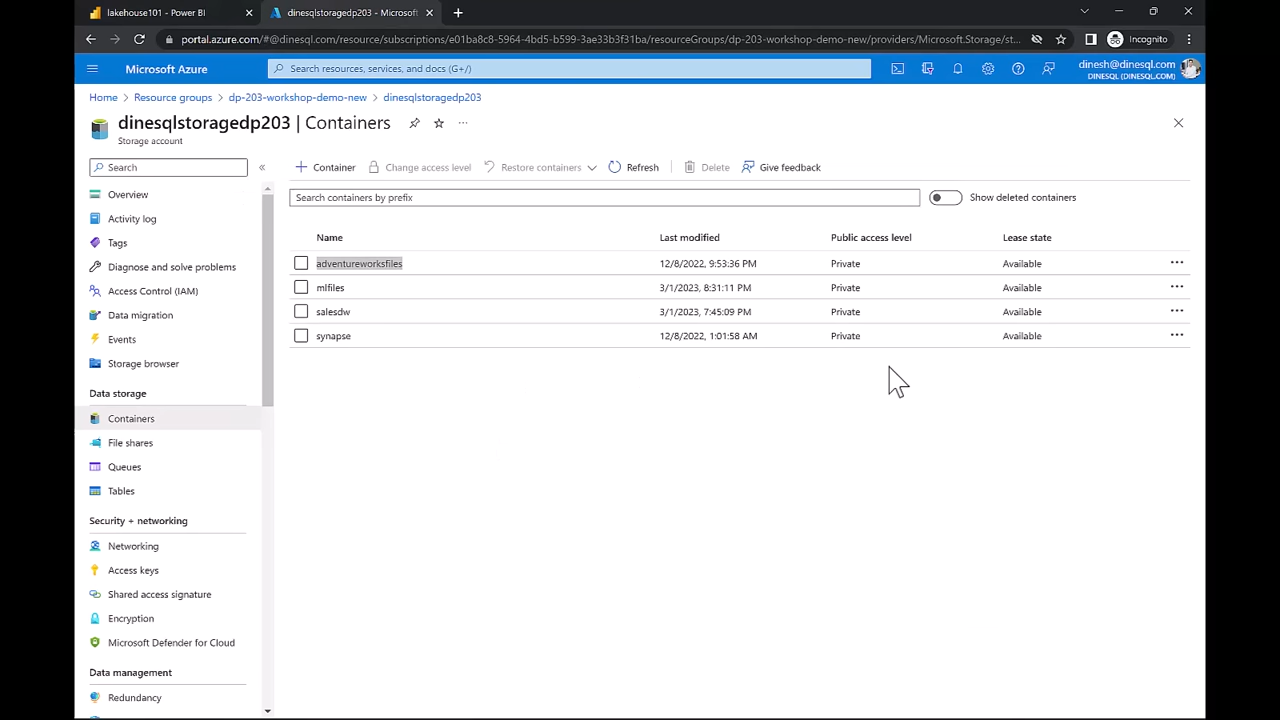 lakehouse101 - Power BI
dinesqlstoragedp203 - Microsoft
portal.azure.com/#@dinesql.com/resource/subscriptions/e01ba8c8-5964-4bd5-b599-3ae33b3f31ba/resourceGroups/dp-203-workshop-demo-new/providers/Microsoft.Storage/st...
Incognito
Microsoft Azure
Search resources, services, and docs (G+/)
dinesh@dinesql.com
DINESQL (DINESQL.COM)
Home > Resource groups > dp-203-workshop-demo-new > dinesqlstoragedp203
dinesqlstoragedp203 | Containers
Storage account
Search
+ Container Change access level Restore containers Refresh Delete Give feedback
Search containers by prefix
Show deleted containers
Name Last modified Public access level Lease state
adventureworksfiles 12/8/2022, 9:53:36 PM Private Available
mlfiles 3/1/2023, 8:31:11 PM Private Available
salesdw 3/1/2023, 7:45:09 PM Private Available
synapse 12/8/2022, 1:01:58 AM Private Available
Overview
Activity log
Tags
Diagnose and solve problems
Access Control (IAM)
Data migration
Events
Storage browser
Data storage
Containers
File shares
Queues
Tables
Security + networking
Networking
Access keys
Shared access signature
Encryption
Microsoft Defender for Cloud
Data management
Redundancy